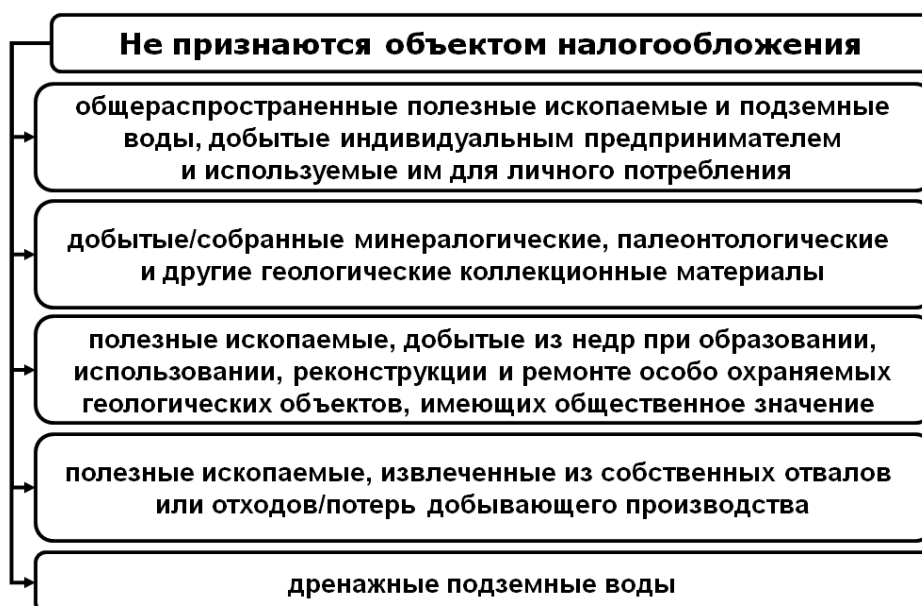 Не признаются объектом налогообложения
общераспространенные полезные ископаемые и подземные
воды, добытые индивидуальным предпринимателем
и используемые им для личного потребления
добытые/собранные минералогические, палеонтологические
и другие геологические коллекционные материалы
полезные ископаемые, добытые из недр при образовании,
использовании, реконструкции и ремонте особо охраняемых
геологических объектов, имеющих общественное значение
полезные ископаемые, извлеченные из собственных отвалов
или отходов/потерь добывающего производства
дренажные подземные воды